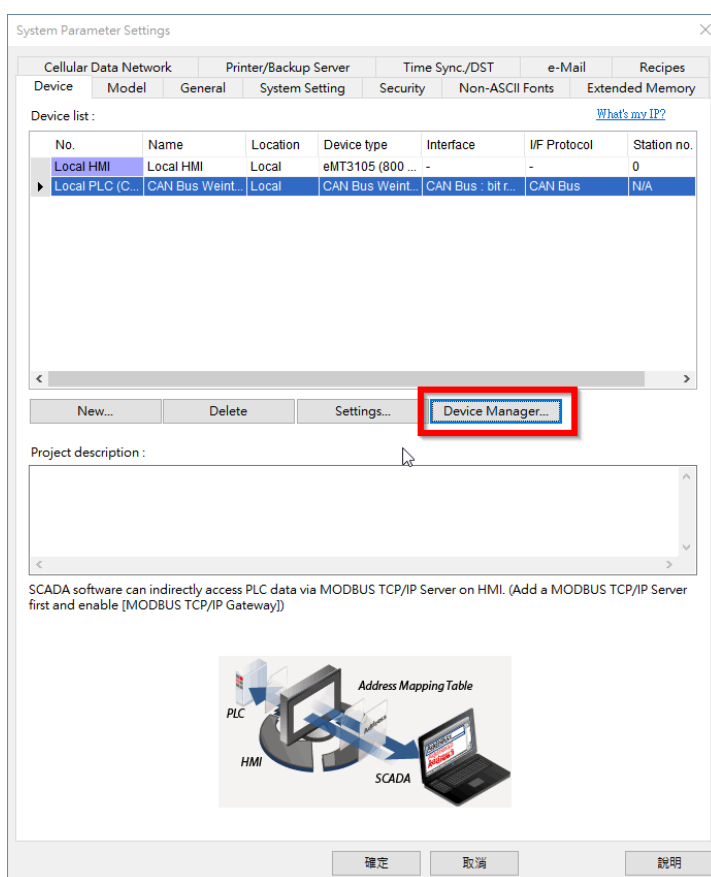 System Parameter Settings
Cellular Data Network Printer/Backup Server Time Sync./DST e-Mail Recipes
Device Model General System Setting Security Non-ASCII Fonts Extended Memory
Device list : What's my IP?
No. Name Location Device type Interface I/F Protocol Station no.
Local HMI Local HMI Local eMT3105 (800 ... - - 0
Local PLC (C... CAN Bus Weint... Local CAN Bus Weint... CAN Bus : bit r... CAN Bus N/A
New... Delete Settings... Device Manager...
Project description :
SCADA software can indirectly access PLC data via MODBUS TCP/IP Server on HMI. (Add a MODBUS TCP/IP Server
first and enable [MODBUS TCP/IP Gateway])
Address Mapping Table
PLC
HMI
SCADA
確定 取消 說明